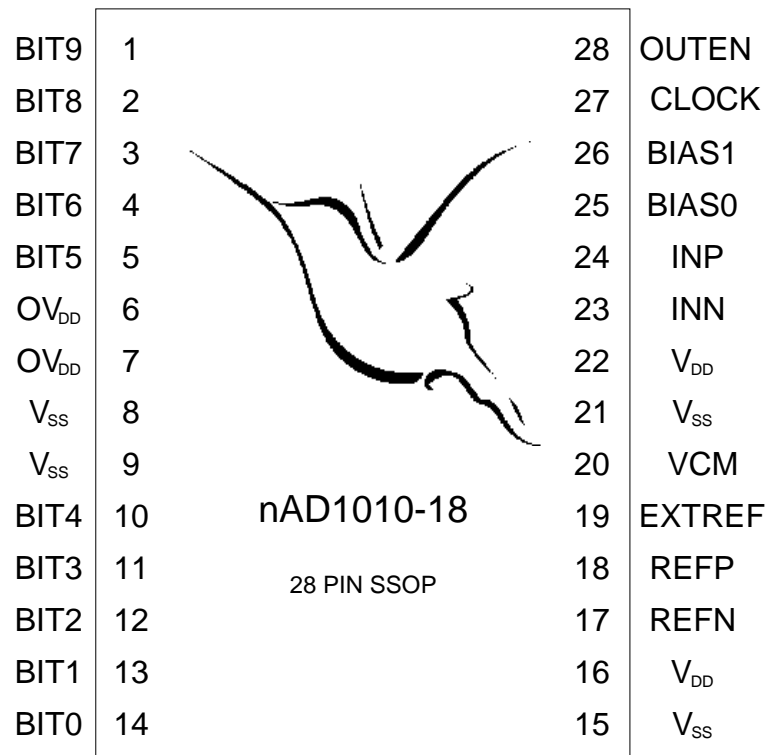 BIT9 1 28 OUTEN
BIT8 2 27 CLOCK
BIT7 3 26 BIAS1
BIT6 4 25 BIAS0
BIT5 5 24 INP
OVDD 6 23 INN
OVDD 7 22 VDD
VSS 8 21 VSS
VSS 9 20 VCM
BIT4 10 nAD1010-18 19 EXTREF
BIT3 11 28 PIN SSOP 18 REFP
BIT2 12 17 REFN
BIT1 13 16 VDD
BIT0 14 15 VSS